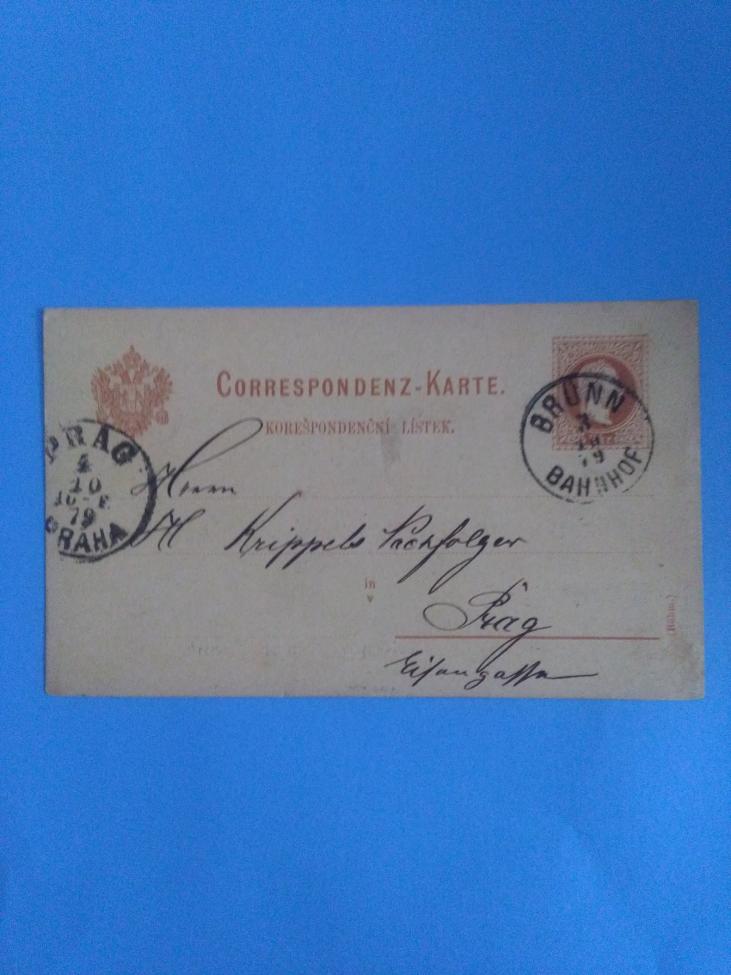 CORRESPONDENZ-KARTE.
KOREŠPONDENČNÍ LÍSTEK.
BRÜNN
3
10
79
BAHNHOF
PRAG
4
10
79
PRAHA
Herrn
H Krippels Nachfolger
in
v
Prag
Eisengasse
(Böhm.)